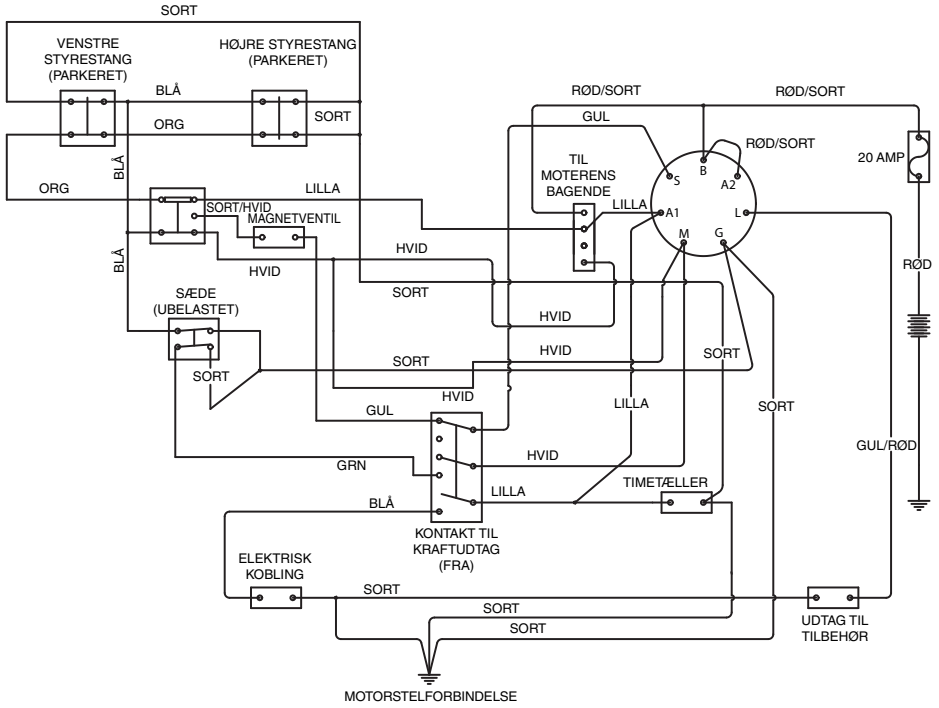 SORT
VENSTRE
STYRESTANG
(PARKERET)
HØJRE STYRESTANG
(PARKERET)
BLÅ
RØD/SORT
RØD/SORT
SORT
GUL
ORG
RØD/SORT
20 AMP
TIL
MOTERENS
BAGENDE
B
A2
S
BLÅ
ORG
LILLA
SORT/HVID
MAGNETVENTIL
LILLA
A1
L
M
G
HVID
HVID
BLÅ
RØD
SORT
SÆDE
(UBELASTET)
HVID
HVID
SORT
SORT
SORT
HVID
LILLA
SORT
GUL
GUL/RØD
HVID
GRN
LILLA
TIMETÆLLER
BLÅ
KONTAKT TIL
KRAFTUDTAG
(FRA)
ELEKTRISK
KOBLING
SORT
SORT
SORT
UDTAG TIL
TILBEHØR
MOTORSTELFORBINDELSE